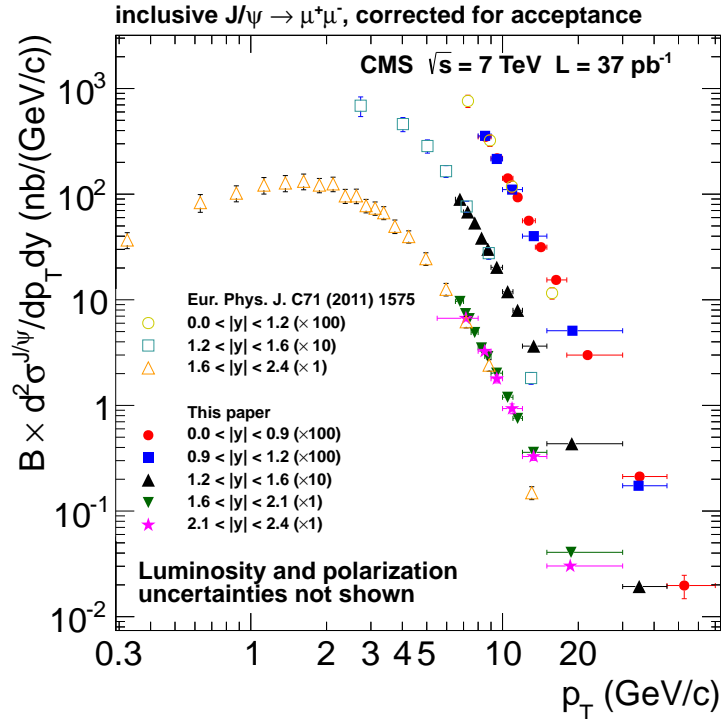 inclusive J/ψ → μ⁺μ⁻, corrected for acceptance
CMS √s = 7 TeV L = 37 pb⁻¹
B × d²σ^{J/ψ}/dp_T dy (nb/(GeV/c))
10³
10²
10
1
10⁻¹
10⁻²
Eur. Phys. J. C71 (2011) 1575
0.0 < |y| < 1.2 (× 100)
1.2 < |y| < 1.6 (× 10)
1.6 < |y| < 2.4 (× 1)
This paper
0.0 < |y| < 0.9 (×100)
0.9 < |y| < 1.2 (×100)
1.2 < |y| < 1.6 (×10)
1.6 < |y| < 2.1 (×1)
2.1 < |y| < 2.4 (×1)
Luminosity and polarization
uncertainties not shown
0.3 1 2 3 4 5 10 20
p_T (GeV/c)